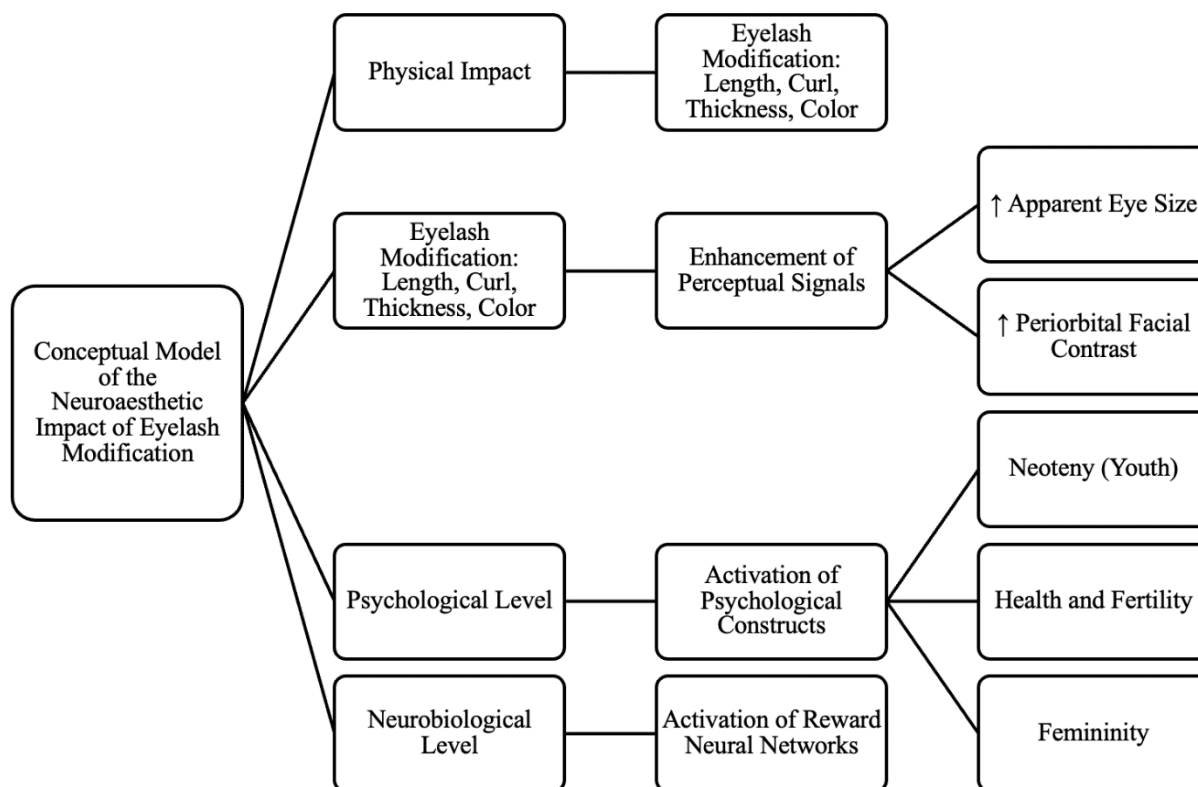 Conceptual Model
of the
Neuroaesthetic
Impact of Eyelash
Modification
Physical Impact
Eyelash
Modification:
Length, Curl,
Thickness, Color
Eyelash
Modification:
Length, Curl,
Thickness, Color
Enhancement of
Perceptual Signals
↑ Apparent Eye Size
↑ Periorbital Facial
Contrast
Psychological Level
Activation of
Psychological
Constructs
Neoteny (Youth)
Health and Fertility
Femininity
Neurobiological
Level
Activation of Reward
Neural Networks